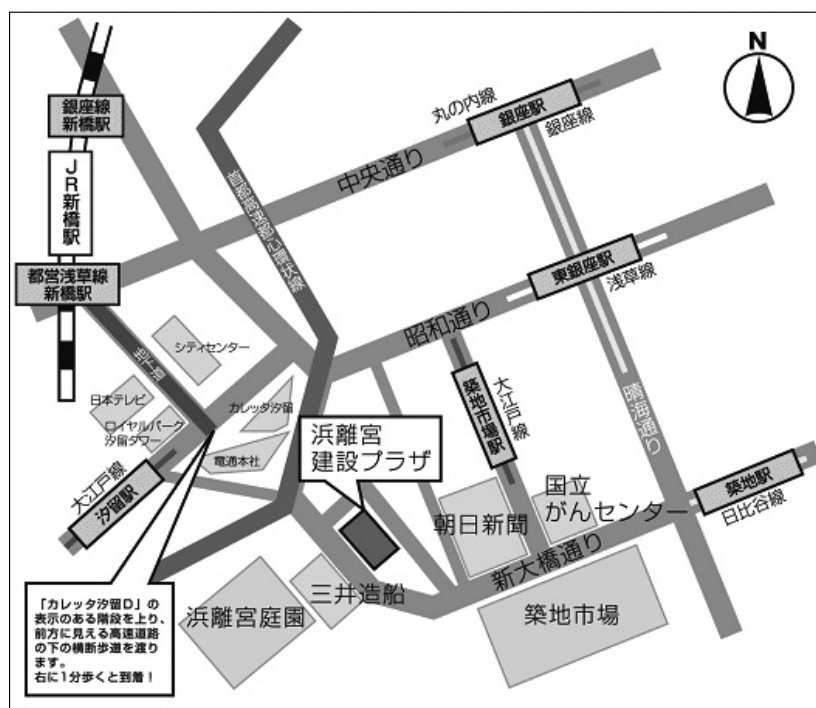 N
銀座線
新橋駅
JR新橋駅
都営浅草線
新橋駅
丸の内線
銀座駅
銀座線
中央通り
首都高速都心環状線
東銀座駅
浅草線
昭和通り
地下道
シティセンター
日本テレビ
ロイヤルパーク
汐留タワー
カレッタ汐留
電通本社
大江戸線
汐留駅
浜離宮
建設プラザ
築地市場駅
大江戸線
晴海通り
築地駅
日比谷線
朝日新聞
国立
がんセンター
新大橋通り
三井造船
浜離宮庭園
築地市場
「カレッタ汐留D」の
表示のある階段を上り、
前方に見える高速道路
の下の横断歩道を渡り
ます。
右に1分歩くと到着!